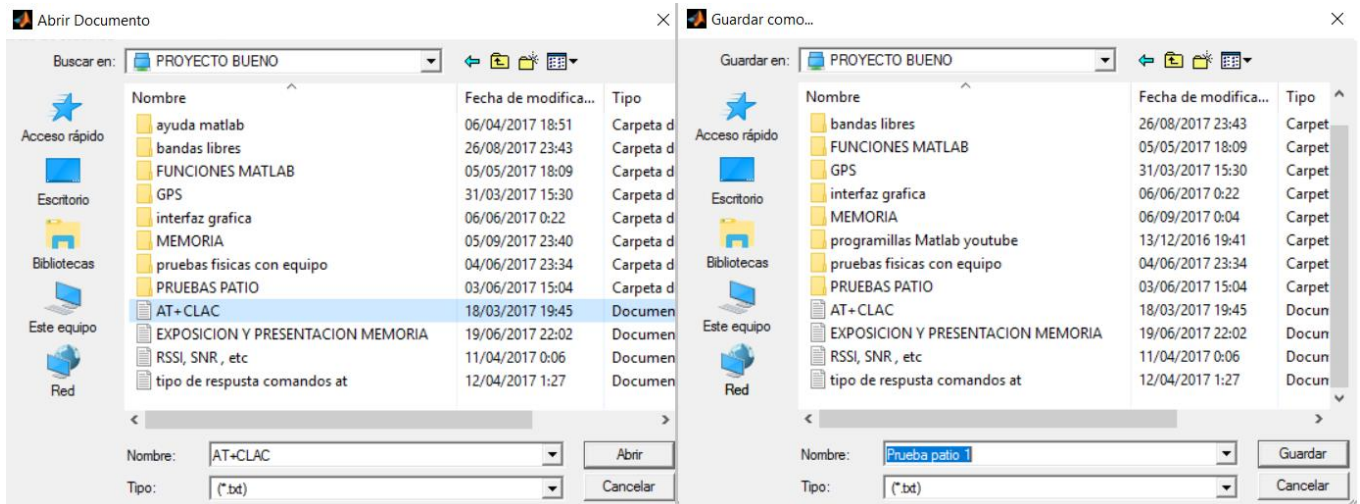 Abrir Documento
Buscar en: PROYECTO BUENO
Acceso rápido
Escritorio
Bibliotecas
Este equipo
Red
Nombre Fecha de modifica... Tipo
ayuda matlab 06/04/2017 18:51 Carpeta d
bandas libres 26/08/2017 23:43 Carpeta d
FUNCIONES MATLAB 05/05/2017 18:09 Carpeta d
GPS 31/03/2017 15:30 Carpeta d
interfaz grafica 06/06/2017 0:22 Carpeta d
MEMORIA 05/09/2017 23:40 Carpeta d
pruebas fisicas con equipo 04/06/2017 23:34 Carpeta d
PRUEBAS PATIO 03/06/2017 15:04 Carpeta d
AT+CLAC 18/03/2017 19:45 Documen
EXPOSICION Y PRESENTACION MEMORIA 19/06/2017 22:02 Documen
RSSI, SNR , etc 11/04/2017 0:06 Documen
tipo de respusta comandos at 12/04/2017 1:27 Documen
Nombre: AT+CLAC Abrir
Tipo: (*.txt) Cancelar
Guardar como...
Guardar en: PROYECTO BUENO
Acceso rápido
Escritorio
Bibliotecas
Este equipo
Red
Nombre Fecha de modifica... Tipo
bandas libres 26/08/2017 23:43 Carpet
FUNCIONES MATLAB 05/05/2017 18:09 Carpet
GPS 31/03/2017 15:30 Carpet
interfaz grafica 06/06/2017 0:22 Carpet
MEMORIA 06/09/2017 0:04 Carpet
programillas Matlab youtube 13/12/2016 19:41 Carpet
pruebas fisicas con equipo 04/06/2017 23:34 Carpet
PRUEBAS PATIO 03/06/2017 15:04 Carpet
AT+CLAC 18/03/2017 19:45 Docum
EXPOSICION Y PRESENTACION MEMORIA 19/06/2017 22:02 Docum
RSSI, SNR , etc 11/04/2017 0:06 Docum
tipo de respusta comandos at 12/04/2017 1:27 Docum
Nombre: Prueba patio 1 Guardar
Tipo: (*.txt) Cancelar